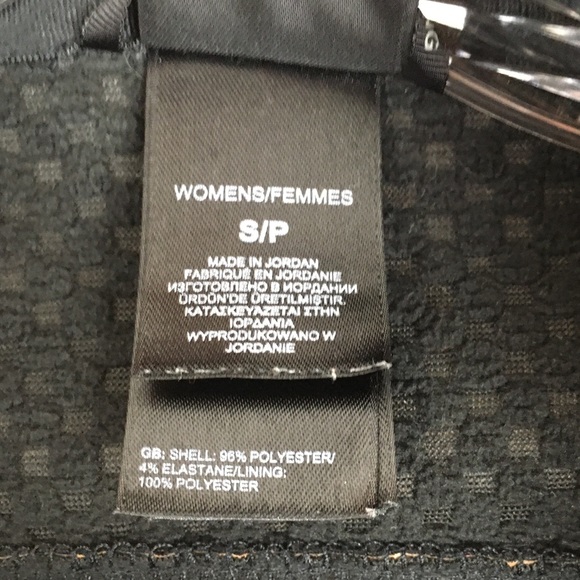 G
WOMENS/FEMMES
S/P
MADE IN JORDAN
FABRIQUÉ EN JORDANIE
ИЗГОТОВЛЕНО В ИОРДАНИИ
ÜRDÜN'DE ÜRETILMIŞTIR.
ΚΑΤΑΣΚΕΥΑΖΕΤΑΙ ΣΤΗΝ
ΙΟΡΔΑΝΙΑ
WYPRODUKOWANO W
JORDANIE
GB: SHELL: 96% POLYESTER/
4% ELASTANE/LINING:
100% POLYESTER